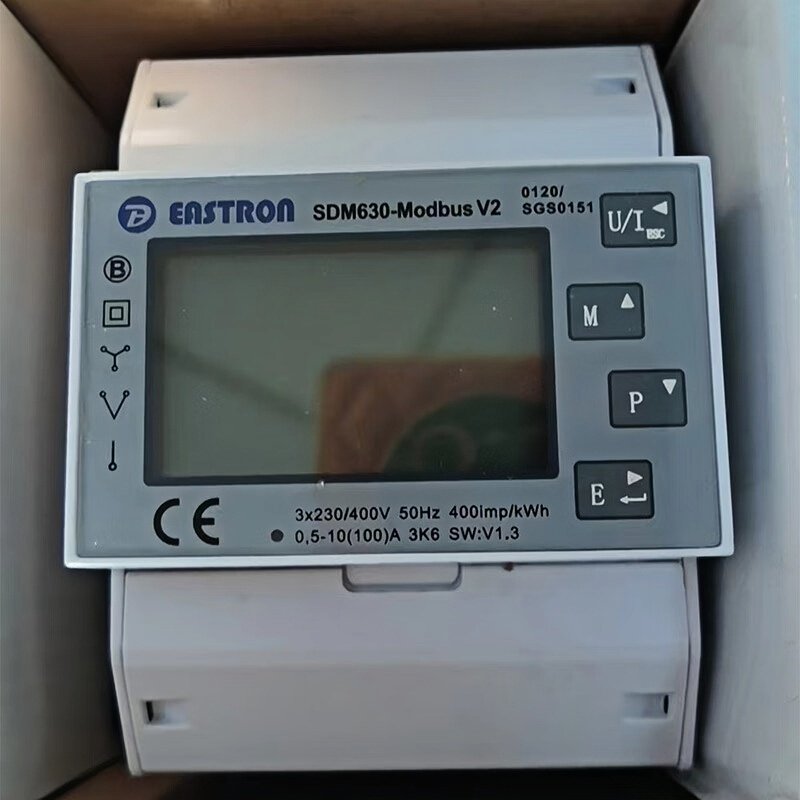 EASTRON SDM630-Modbus V2 0120/
SGS0151
U/I
ESC
B
M
P
E
CE
3x230/400V 50Hz 400imp/kWh
0,5-10(100)A 3K6 SW:V1.3